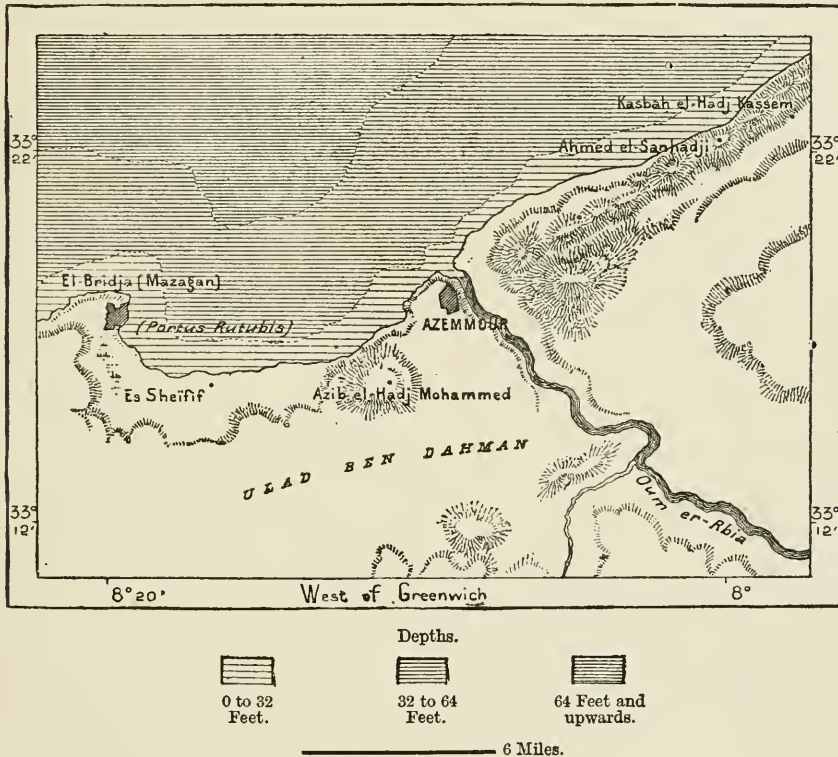 Kasbah el-Hadj Kassem
33°
22'
Ahmed el-Sanhadji
33°
22'
El-Bridja (Mazagan)
(Portus Rutubis)
AZEMMOUR
Es Sheïfif
Azib el-Hadj Mohammed
ULAD BEN DAHMAN
Oum er-Rbia
33°
12'
33°
12'
8°20'
West of Greenwich
8°
Depths.
0 to 32
Feet.
32 to 64
Feet.
64 Feet and
upwards.
6 Miles.